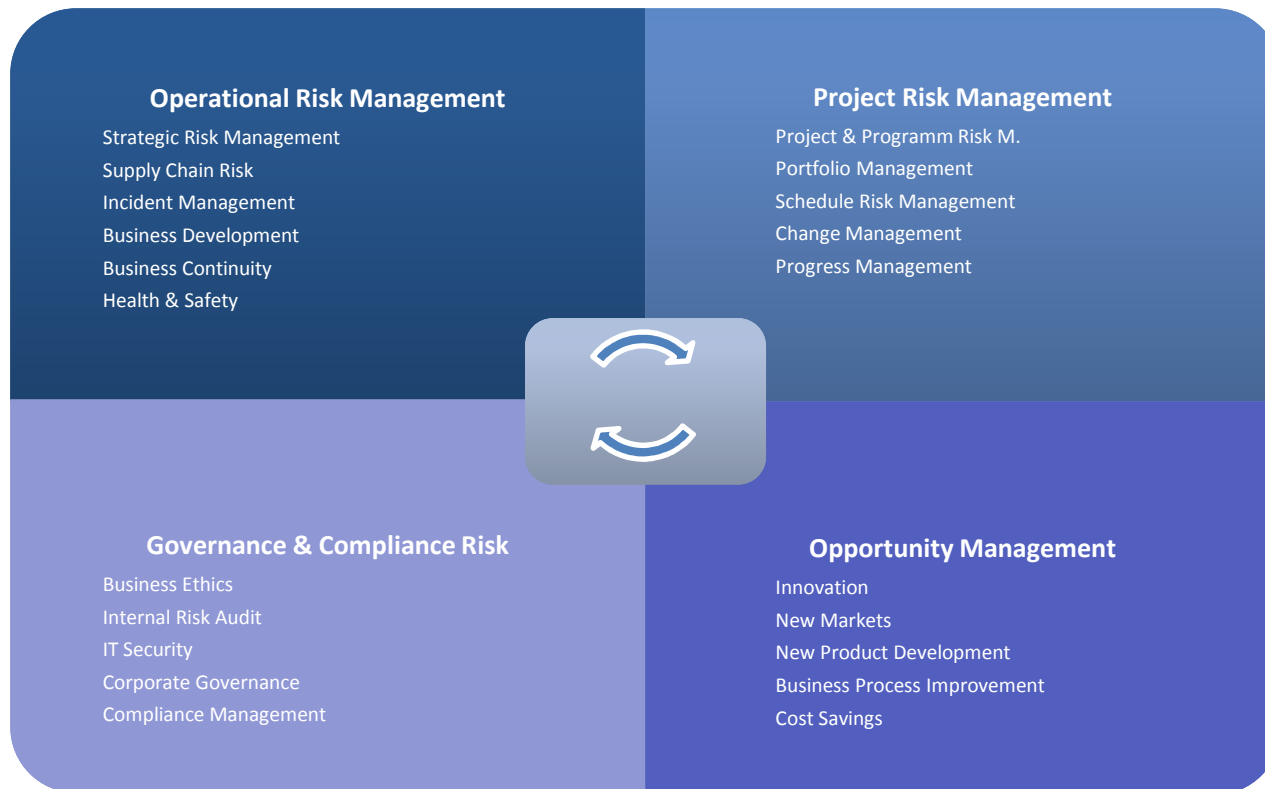 Operational Risk Management
Strategic Risk Management
Supply Chain Risk
Incident Management
Business Development
Business Continuity
Health & Safety
Project Risk Management
Project & Programm Risk M.
Portfolio Management
Schedule Risk Management
Change Management
Progress Management
Governance & Compliance Risk
Business Ethics
Internal Risk Audit
IT Security
Corporate Governance
Compliance Management
Opportunity Management
Innovation
New Markets
New Product Development
Business Process Improvement
Cost Savings